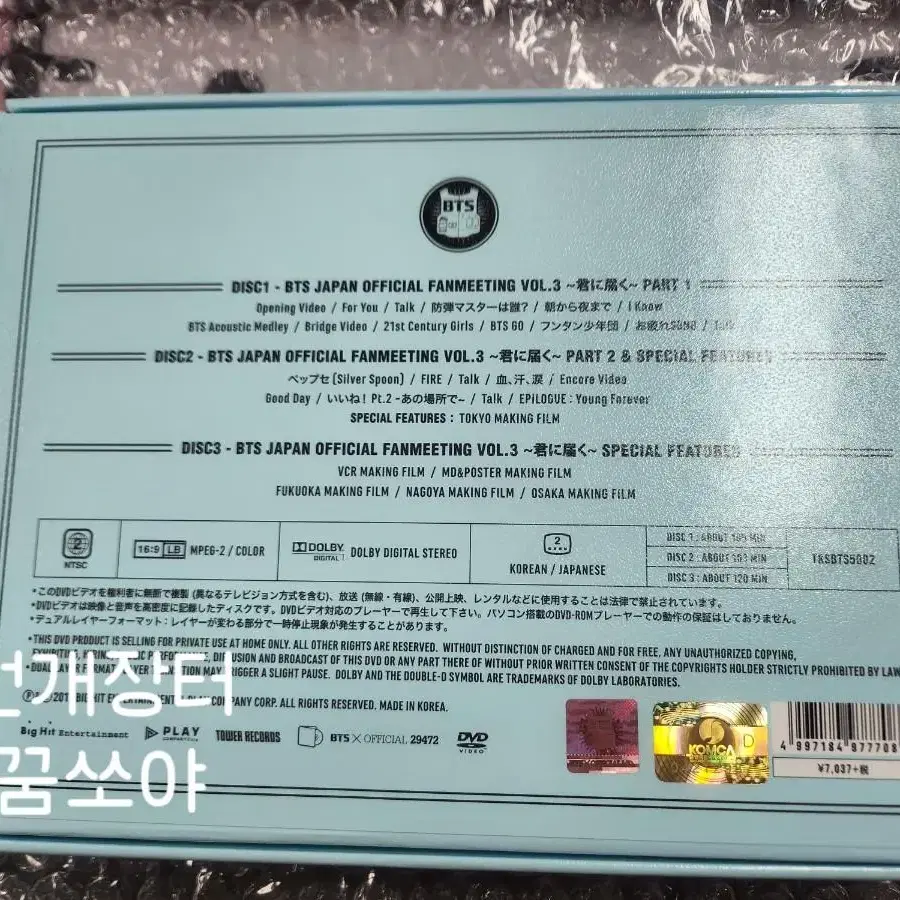 BTS
DISC1 - BTS JAPAN OFFICIAL FANMEETING VOL.3 ~君に届く~ PART 1
Opening Video / For You / Talk / 防弾マスターは誰? / 朝から夜まで / I Know
BTS Acoustic Medley / Bridge Video / 21st Century Girls / BTS GO / フンタン少年団 / お疲れSONG /
DISC2 - BTS JAPAN OFFICIAL FANMEETING VOL.3 ~君に届く~ PART 2 & SPECIAL FEATURES
ペップセ (Silver Spoon) / FIRE / Talk / 血、汗、涙 / Encore Video
Good Day / いいね! Pt.2 -あの場所で- / Talk / EPILOGUE : Young Forever
SPECIAL FEATURES : TOKYO MAKING FILM
DISC3 - BTS JAPAN OFFICIAL FANMEETING VOL.3 ~君に届く~ SPECIAL FEATURES
VCR MAKING FILM / MD&POSTER MAKING FILM
FUKUOKA MAKING FILM / NAGOYA MAKING FILM / OSAKA MAKING FILM
2 NTSC
16:9 LB MPEG-2 / COLOR
DOLBY DIGITAL DOLBY DIGITAL STEREO
2 KOREAN / JAPANESE
DISC 1 : ABOUT MIN
DISC 2 : ABOUT MIN
DISC 3 : ABOUT 120 MIN
•このDVDビデオを権利者に無断で複製 (異なるテレビジョン方式を含む)、放送 (無線・有線)、公開上映、レンタルなどに使用することは法律で禁止されています。
•DVDビデオは映像と音声を高密度に記録したディスクです。DVDビデオ対応のプレーヤーで再生して下さい。パソコン搭載のDVD-ROMプレーヤーでの動作の保証はしておりません。
•デュアルレイヤーフォーマット:レイヤーが変わる部分で一時停止現象が発生することがあります。
•THIS DVD PRODUCT IS SELLING FOR PRIVATE USE AT HOME ONLY. ALL OTHER RIGHTS ARE RESERVED. WITHOUT DISTINCTION OF CHARGED AND FOR FREE, ANY UNAUTHORIZED COPYING,
DIFUSION AND BROADCAST OF THIS DVD OR ANY PART THERE OF WITHOUT PRIOR WRITTEN CONSENT OF THE COPYRIGHTS HOLDER STRICTLY PROHIBITED BY LAW
•DUAL LAYER FORMAT: MAY TRIGGER A SLIGHT PAUSE. DOLBY AND THE DOUBLE-D SYMBOL ARE TRADEMARKS OF DOLBY LABORATORIES.
BIG HIT ENTERTAINMENT PLAY COMPANY CORP. ALL RIGHTS RESERVED. MADE IN KOREA.
Big Hit Entertainment PLAY TOWER RECORDS BTS X OFFICIAL 29472 DVD VIDEO
KOMCA D
4 997184 977708
¥7,037+税
개장터
꿈쏘야